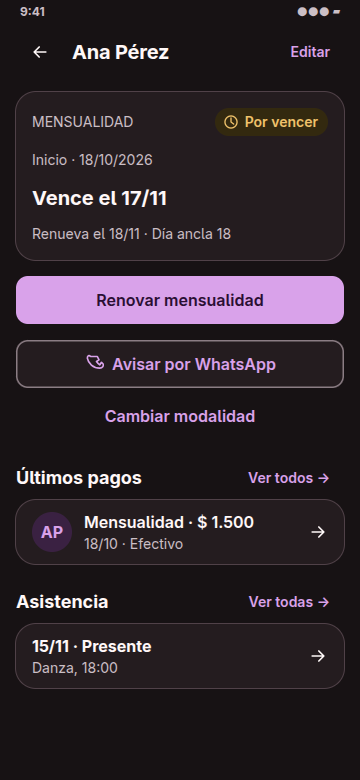 9:41
Ana Pérez
Editar
MENSUALIDAD
Por vencer
Inicio · 18/10/2026
Vence el 17/11
Renueva el 18/11 · Día ancla 18
Renovar mensualidad
Avisar por WhatsApp
Cambiar modalidad
Últimos pagos
Ver todos →
AP
Mensualidad · $ 1.500
18/10 · Efectivo
Asistencia
Ver todas →
15/11 · Presente
Danza, 18:00